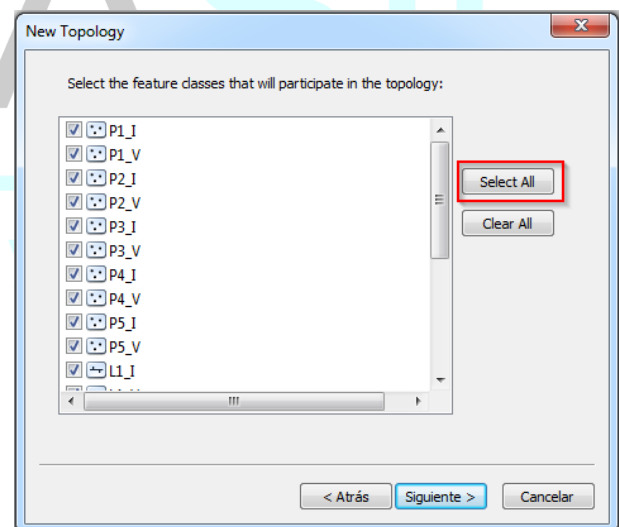 New Topology
Select the feature classes that will participate in the topology:
P1_I
P1_V
P2_I
P2_V
P3_I
P3_V
P4_I
P4_V
P5_I
P5_V
L1_I
Select All
Clear All
< Atrás
Siguiente >
Cancelar